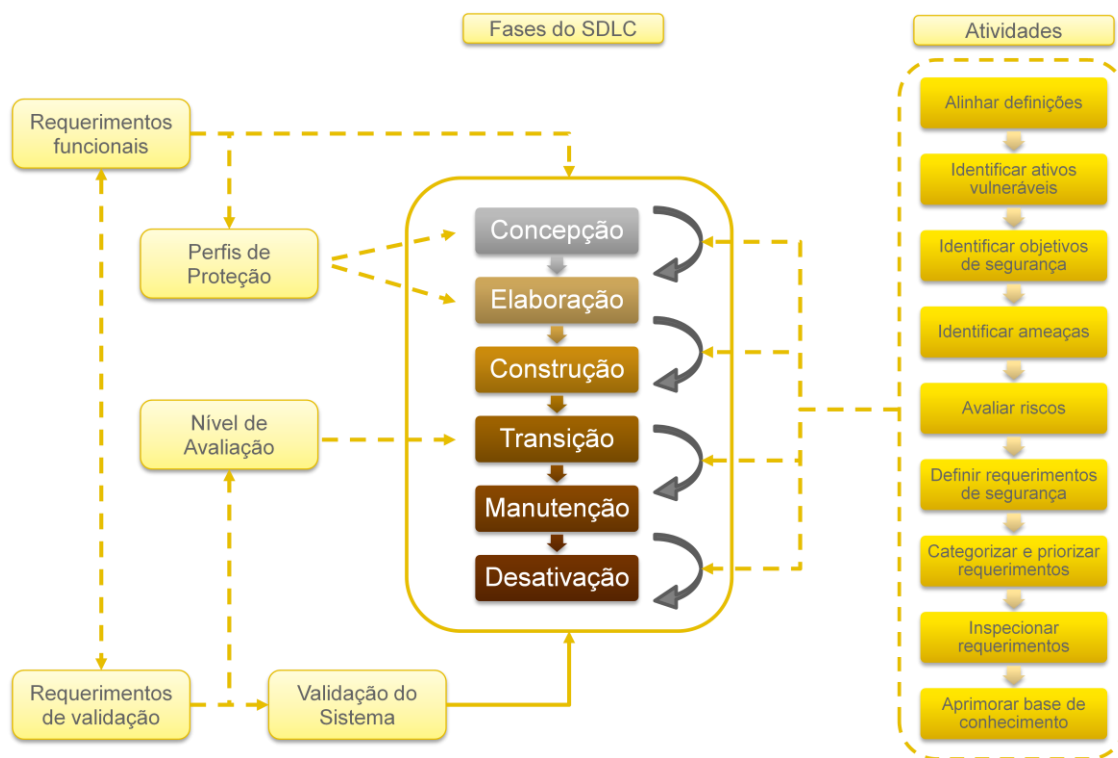 Fases do SDLC
Atividades
Requerimentos
funcionais
Perfis de
Proteção
Nível de
Avaliação
Requerimentos
de validação
Validação do
Sistema
Concepção
Elaboração
Construção
Transição
Manutenção
Desativação
Alinhar definições
Identificar ativos
vulneráveis
Identificar objetivos
de segurança
Identificar ameaças
Avaliar riscos
Definir requerimentos
de segurança
Categorizar e priorizar
requerimentos
Inspecionar
requerimentos
Aprimorar base de
conhecimento